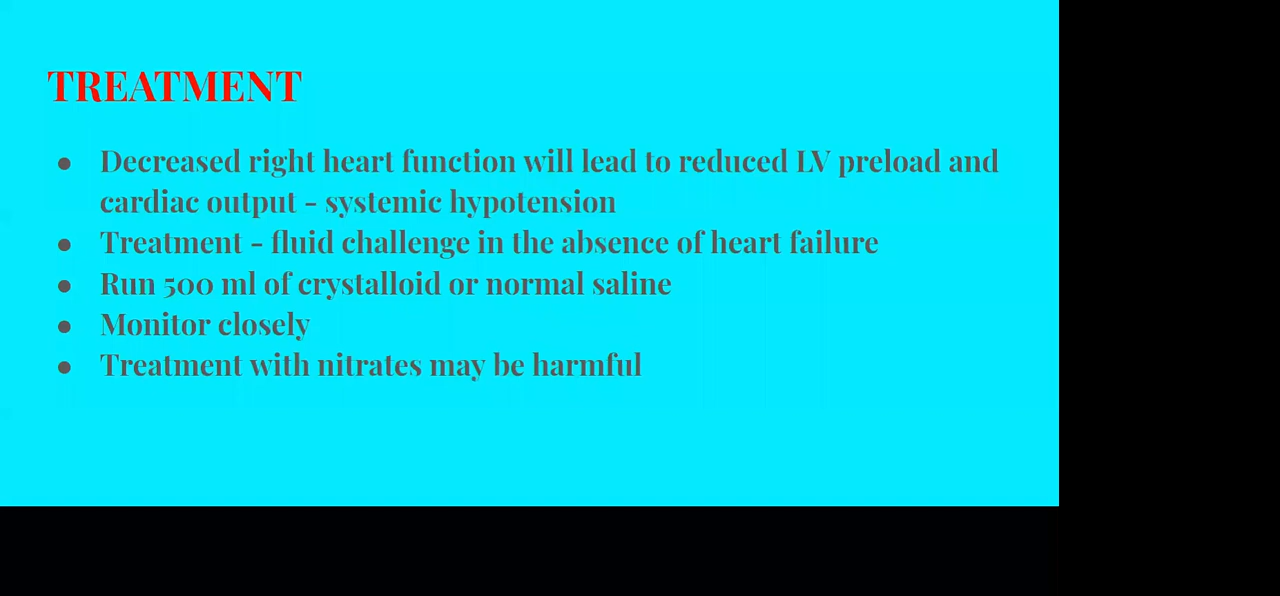 TREATMENT
● Decreased right heart function will lead to reduced LV preload and
cardiac output - systemic hypotension
● Treatment - fluid challenge in the absence of heart failure
● Run 500 ml of crystalloid or normal saline
● Monitor closely
● Treatment with nitrates may be harmful